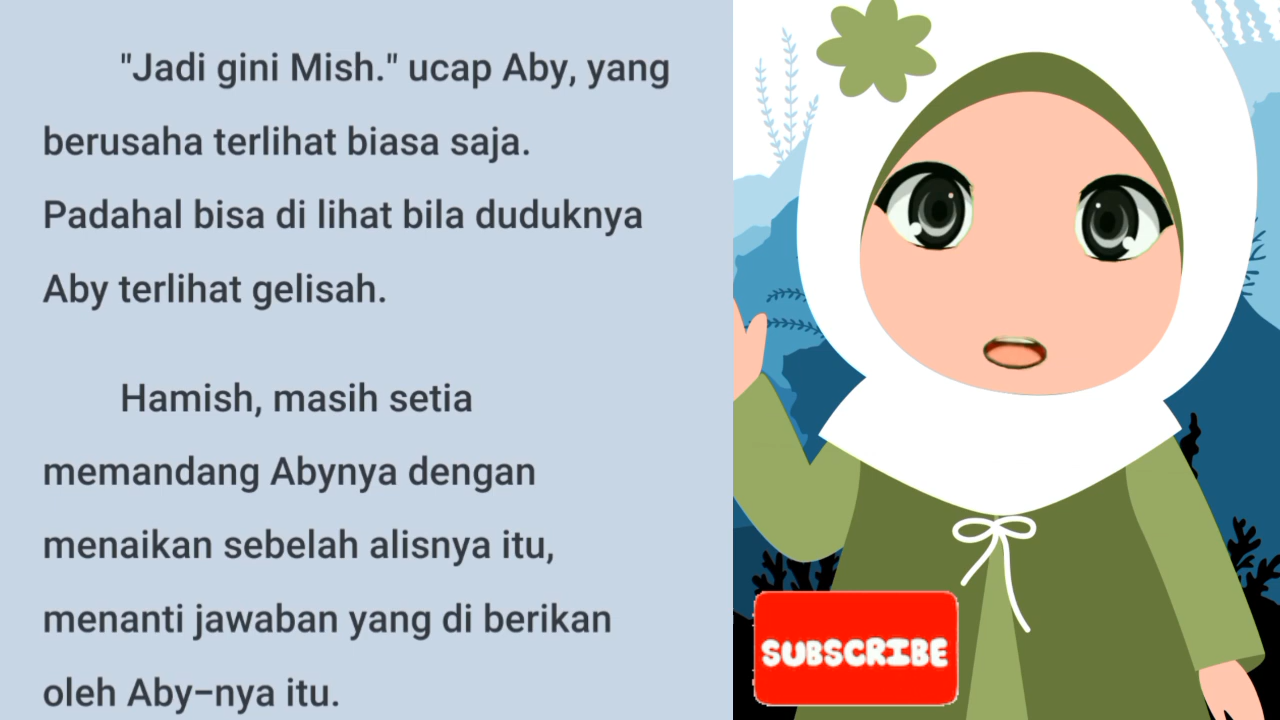 "Jadi gini Mish." ucap Aby, yang
berusaha terlihat biasa saja.
Padahal bisa di lihat bila duduknya
Aby terlihat gelisah.
Hamish, masih setia
memandang Abynya dengan
menaikan sebelah alisnya itu,
menanti jawaban yang di berikan
oleh Aby–nya itu.
SUBSCRIBE